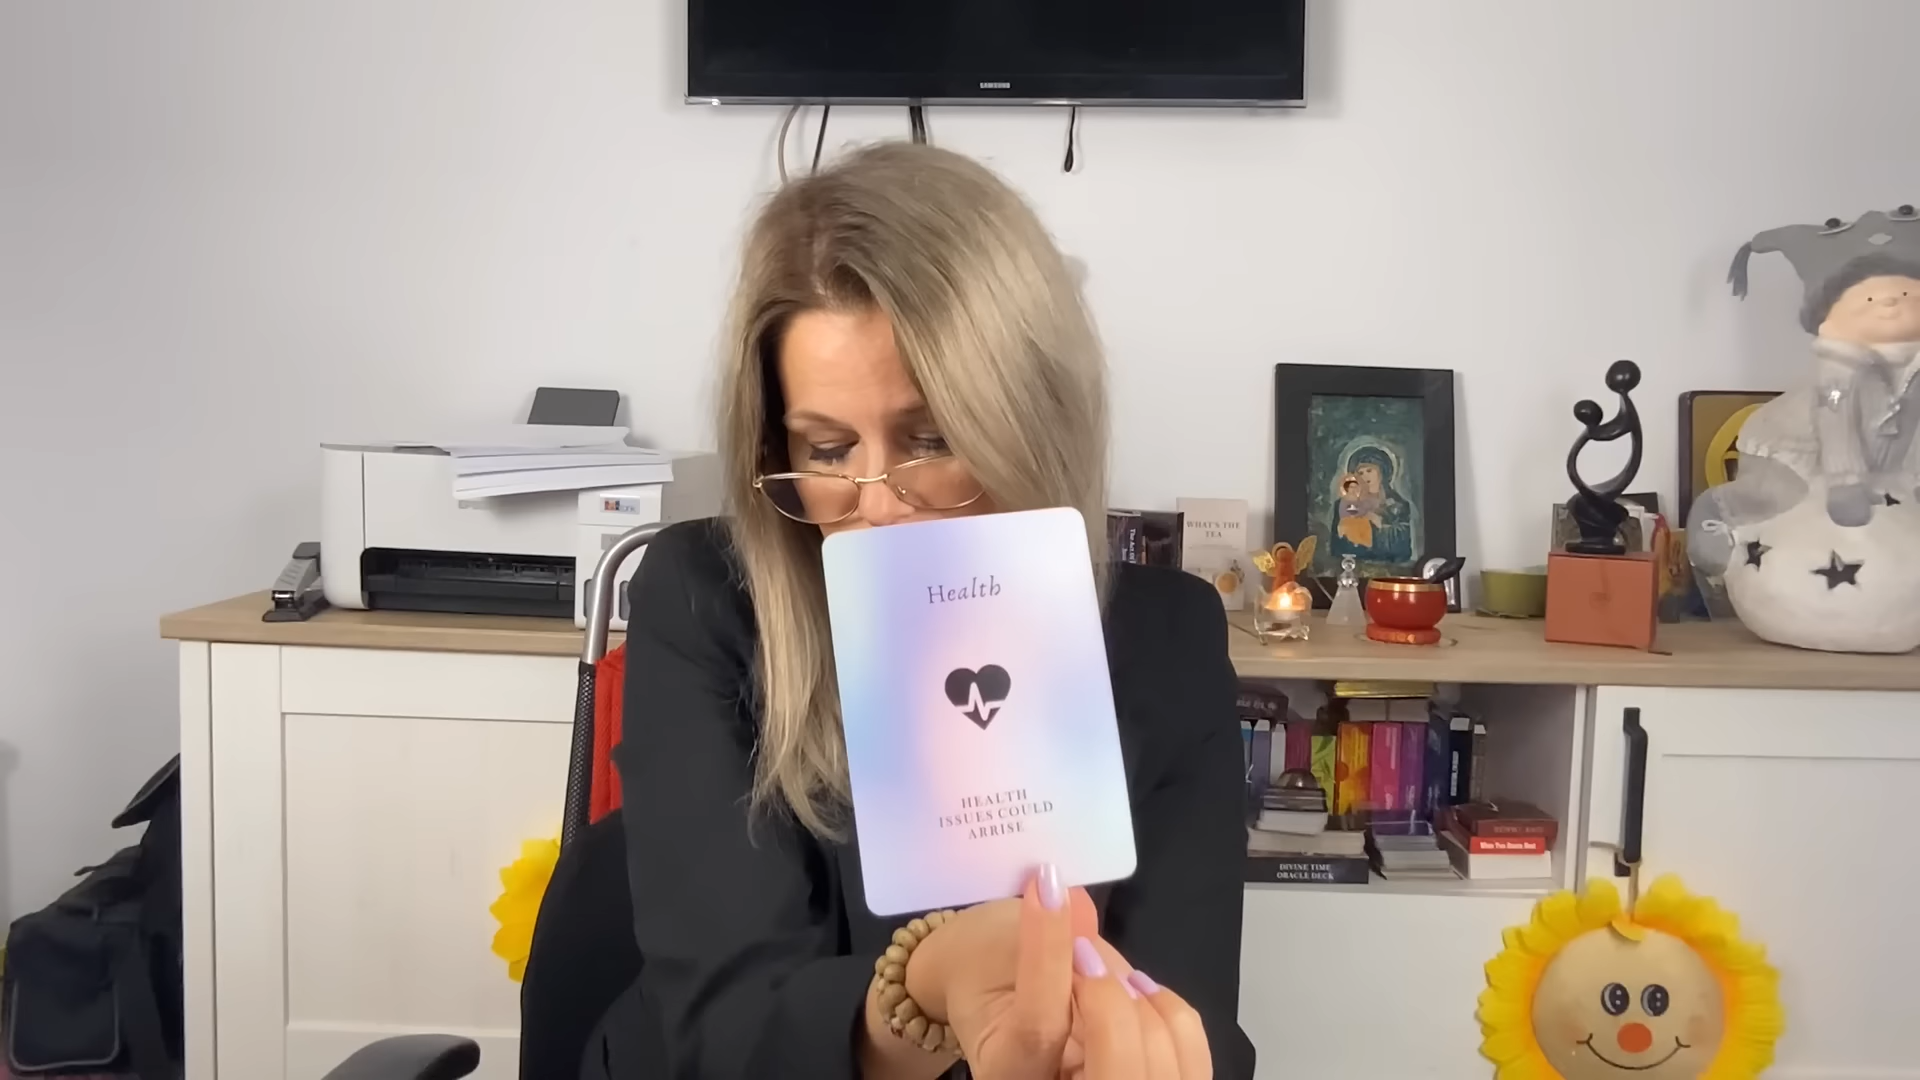 SAMSUNG
WHAT'S THE
TEA
Health
HEALTH
ISSUES COULD
ARRISE
DIVINE TIME
ORACLE DECK